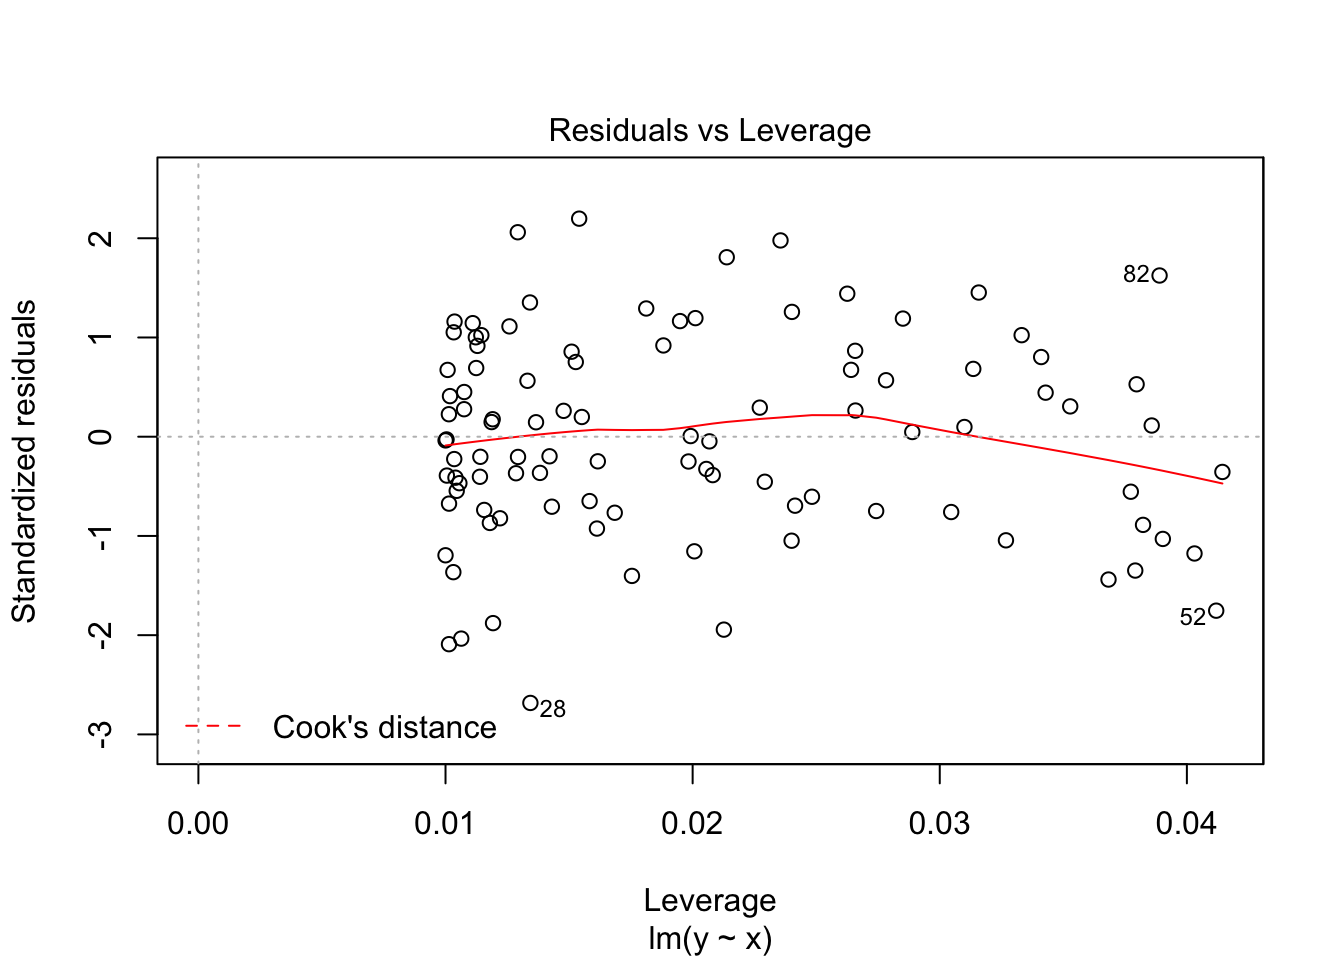 Residuals vs Leverage
Standardized residuals
2
1
0
-1
-2
-3
82
52
28
Cook's distance
0.00 0.01 0.02 0.03 0.04
Leverage
lm(y ~ x)